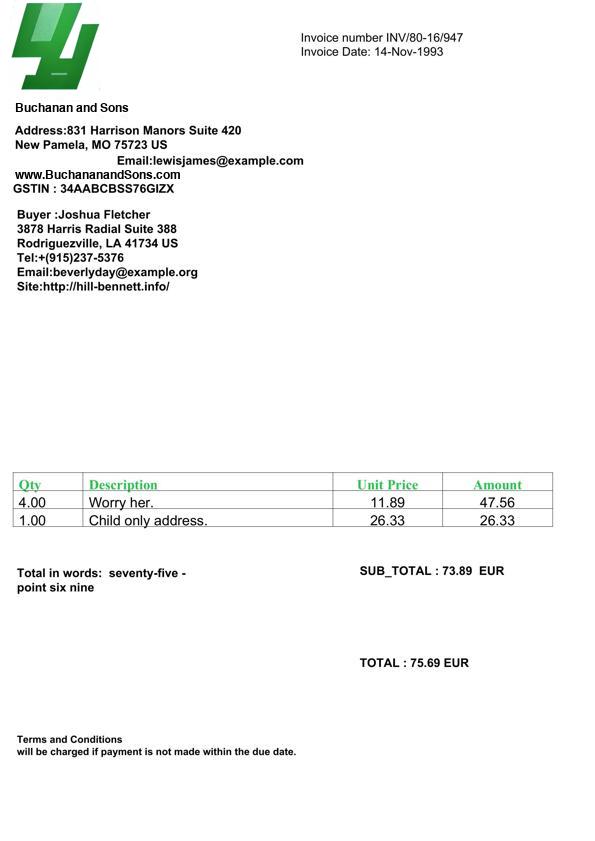 Invoice number INV/80-16/947
Invoice Date: 14-Nov-1993
Buchanan and Sons
Address:831 Harrison Manors Suite 420
New Pamela, MO 75723 US
Email:lewisjames@example.com
www.BuchananandSons.com
GSTIN : 34AABCBSS76GIZX
Buyer :Joshua Fletcher
3878 Harris Radial Suite 388
Rodriguezville, LA 41734 US
Tel:+(915)237-5376
Email:beverlyday@example.org
Site:http://hill-bennett.info/
Qty Description Unit Price Amount
4.00 Worry her. 11.89 47.56
1.00 Child only address. 26.33 26.33
Total in words: seventy-five -
point six nine
SUB_TOTAL : 73.89 EUR
TOTAL : 75.69 EUR
Terms and Conditions
will be charged if payment is not made within the due date.